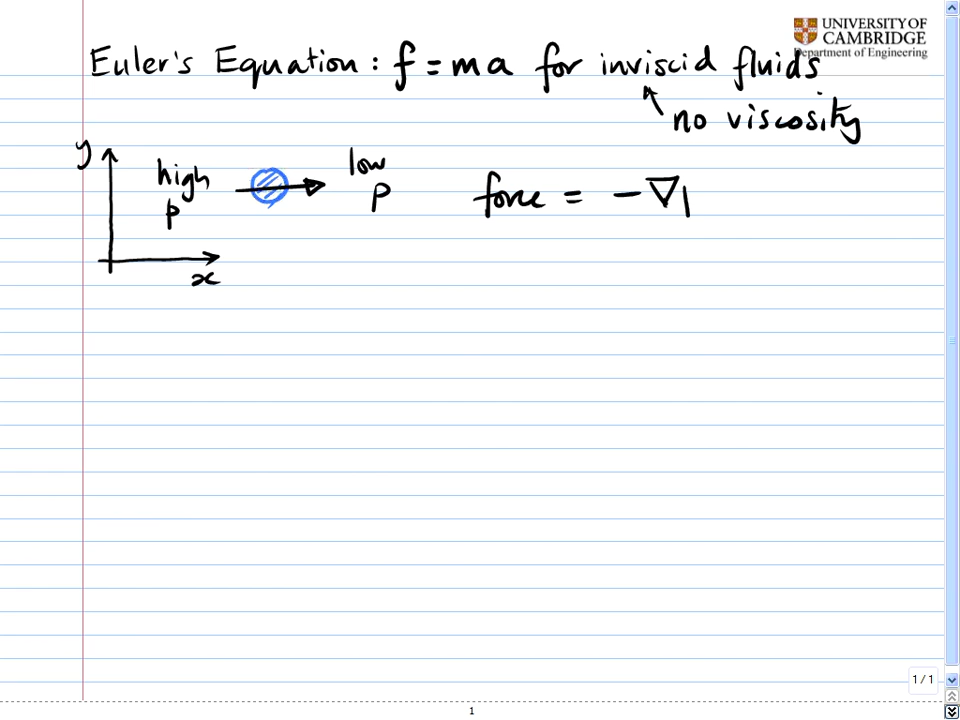 UNIVERSITY OF
CAMBRIDGE
Department of Engineering
Euler's Equation: f = ma for inviscid fluids
no viscosity
y
high
p
low
p
force = -∇
x
1 / 1
1